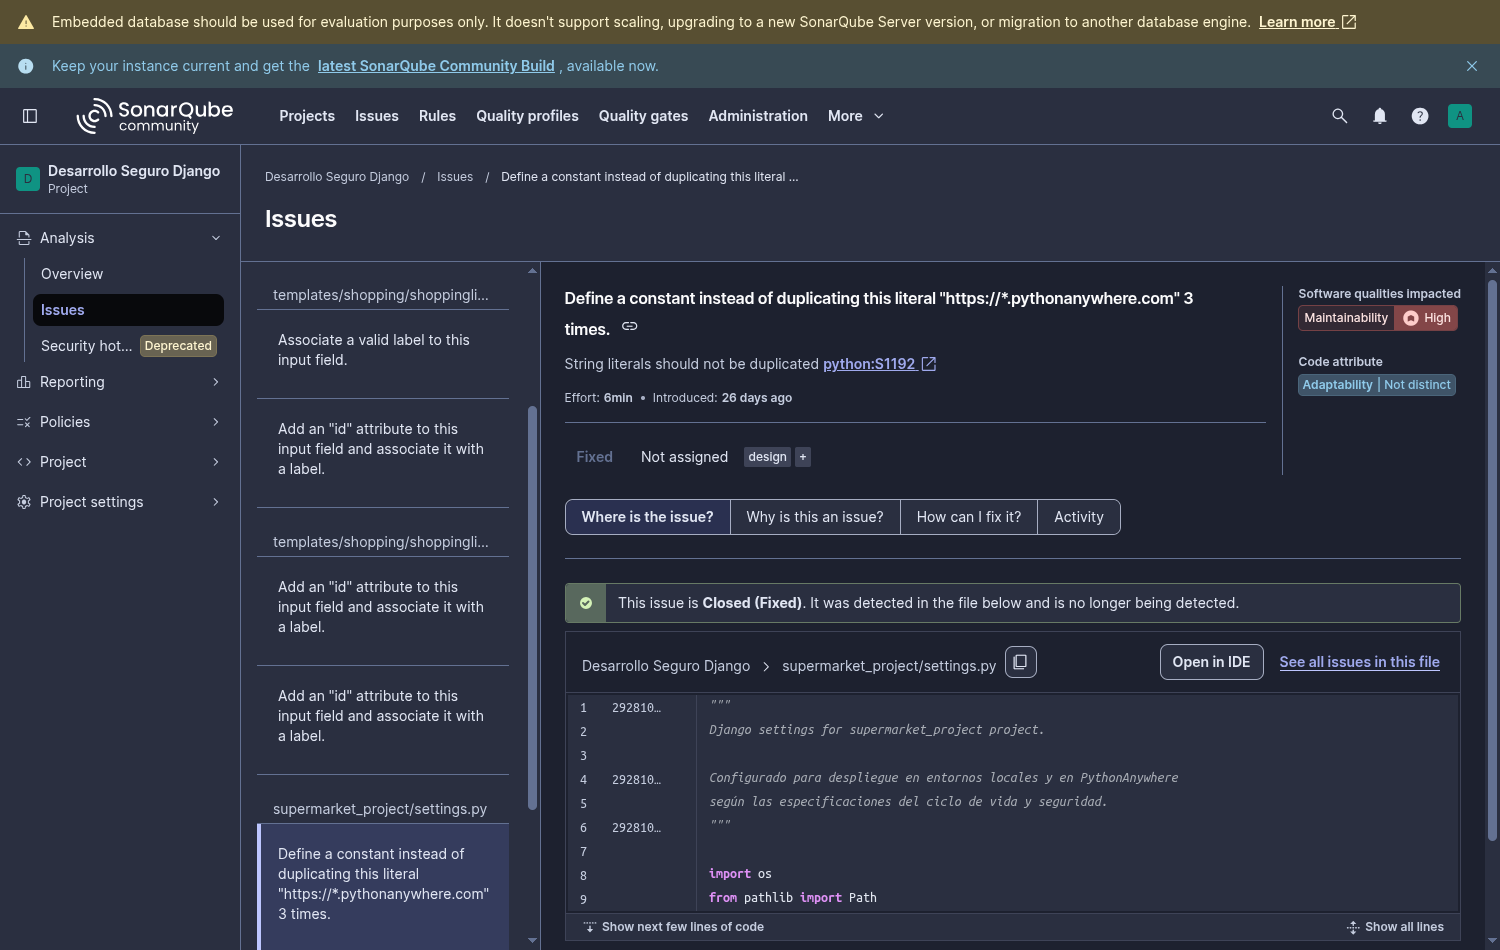 Embedded database should be used for evaluation purposes only. It doesn't support scaling, upgrading to a new SonarQube Server version, or migration to another database engine. Learn more
Keep your instance current and get the latest SonarQube Community Build , available now.
SonarQube community
Projects Issues Rules Quality profiles Quality gates Administration More
? A
D Desarrollo Seguro Django
Project
Analysis
Overview
Issues
Security hot... Deprecated
Reporting
Policies
Project
Project settings
Desarrollo Seguro Django / Issues / Define a constant instead of duplicating this literal ...
Issues
templates/shopping/shoppingli...
Associate a valid label to this
input field.
Add an "id" attribute to this
input field and associate it with
a label.
templates/shopping/shoppingli...
Add an "id" attribute to this
input field and associate it with
a label.
Add an "id" attribute to this
input field and associate it with
a label.
supermarket_project/settings.py
Define a constant instead of
duplicating this literal
"https://*.pythonanywhere.com"
3 times.
Define a constant instead of duplicating this literal "https://*.pythonanywhere.com" 3
times.
String literals should not be duplicated python:S1192
Effort: 6min • Introduced: 26 days ago
Fixed Not assigned design +
Software qualities impacted
Maintainability High
Code attribute
Adaptability | Not distinct
Where is the issue? Why is this an issue? How can I fix it? Activity
This issue is Closed (Fixed). It was detected in the file below and is no longer being detected.
Desarrollo Seguro Django > supermarket_project/settings.py Open in IDE See all issues in this file
1 292810… """
2 Django settings for supermarket_project project.
3
4 292810… Configurado para despliegue en entornos locales y en PythonAnywhere
5 según las especificaciones del ciclo de vida y seguridad.
6 292810… """
7
8 import os
9 from pathlib import Path
Show next few lines of code Show all lines